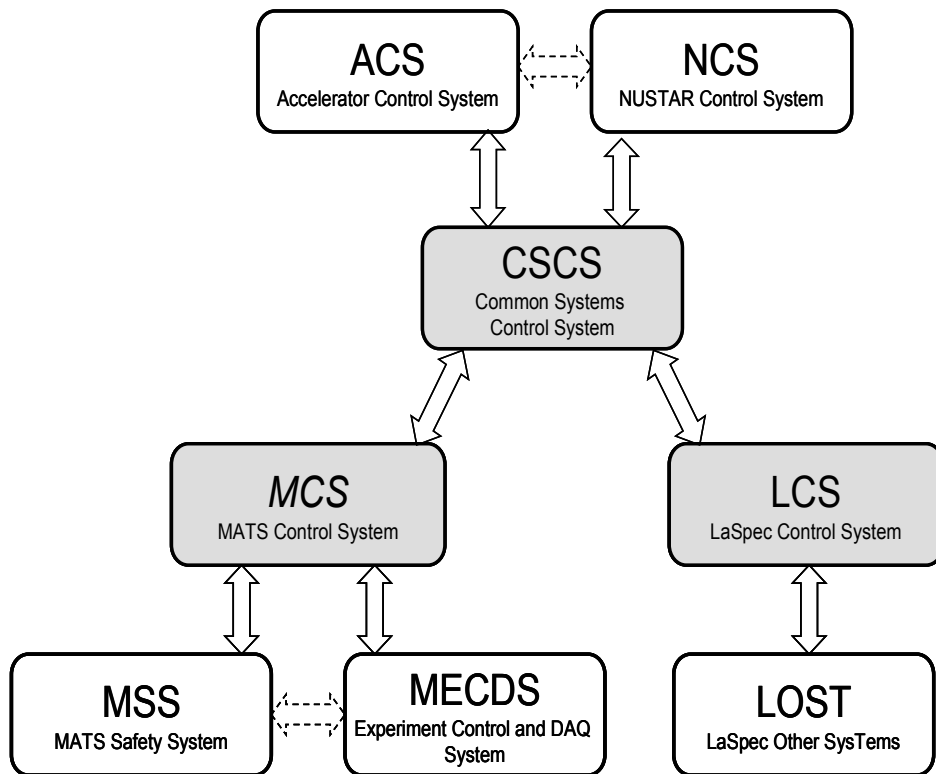 ACS
Accelerator Control System
NCS
NUSTAR Control System
CSCS
Common Systems
Control System
MCS
MATS Control System
LCS
LaSpec Control System
MSS
MATS Safety System
MECDS
Experiment Control and DAQ
System
LOST
LaSpec Other SysTems